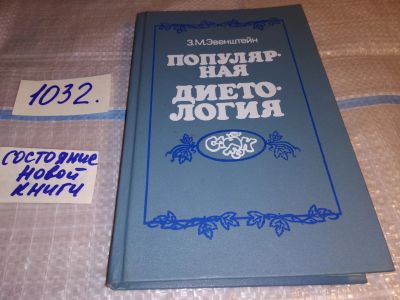 1032.
СОСТОЯНИЕ
НОВОЙ
КНИГИ
З.М.Эвенштейн
ПОПУЛЯР-
НАЯ
ДИЕТО-
ЛОГИЯ